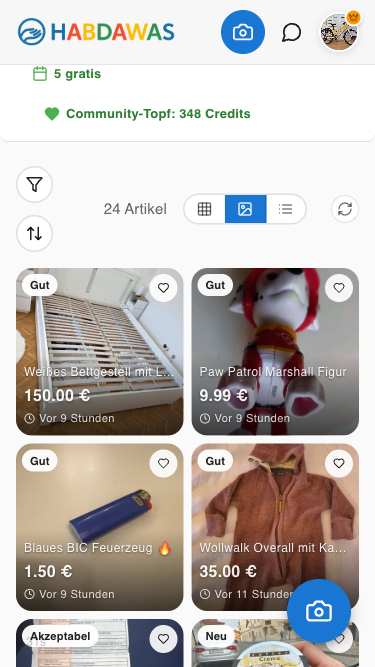 HABDAWAS
5 gratis
Community-Topf: 348 Credits
24 Artikel
Gut
Weißes Bettgestell mit L...
150.00 €
Vor 9 Stunden
Gut
Paw Patrol Marshall Figur
9.99 €
Vor 9 Stunden
Gut
Blaues BIC Feuerzeug 🔥
1.50 €
Vor 9 Stunden
Gut
Wollwalk Overall mit Ka...
35.00 €
Vor 11 Stunden
Akzeptabel
Neu
Crema